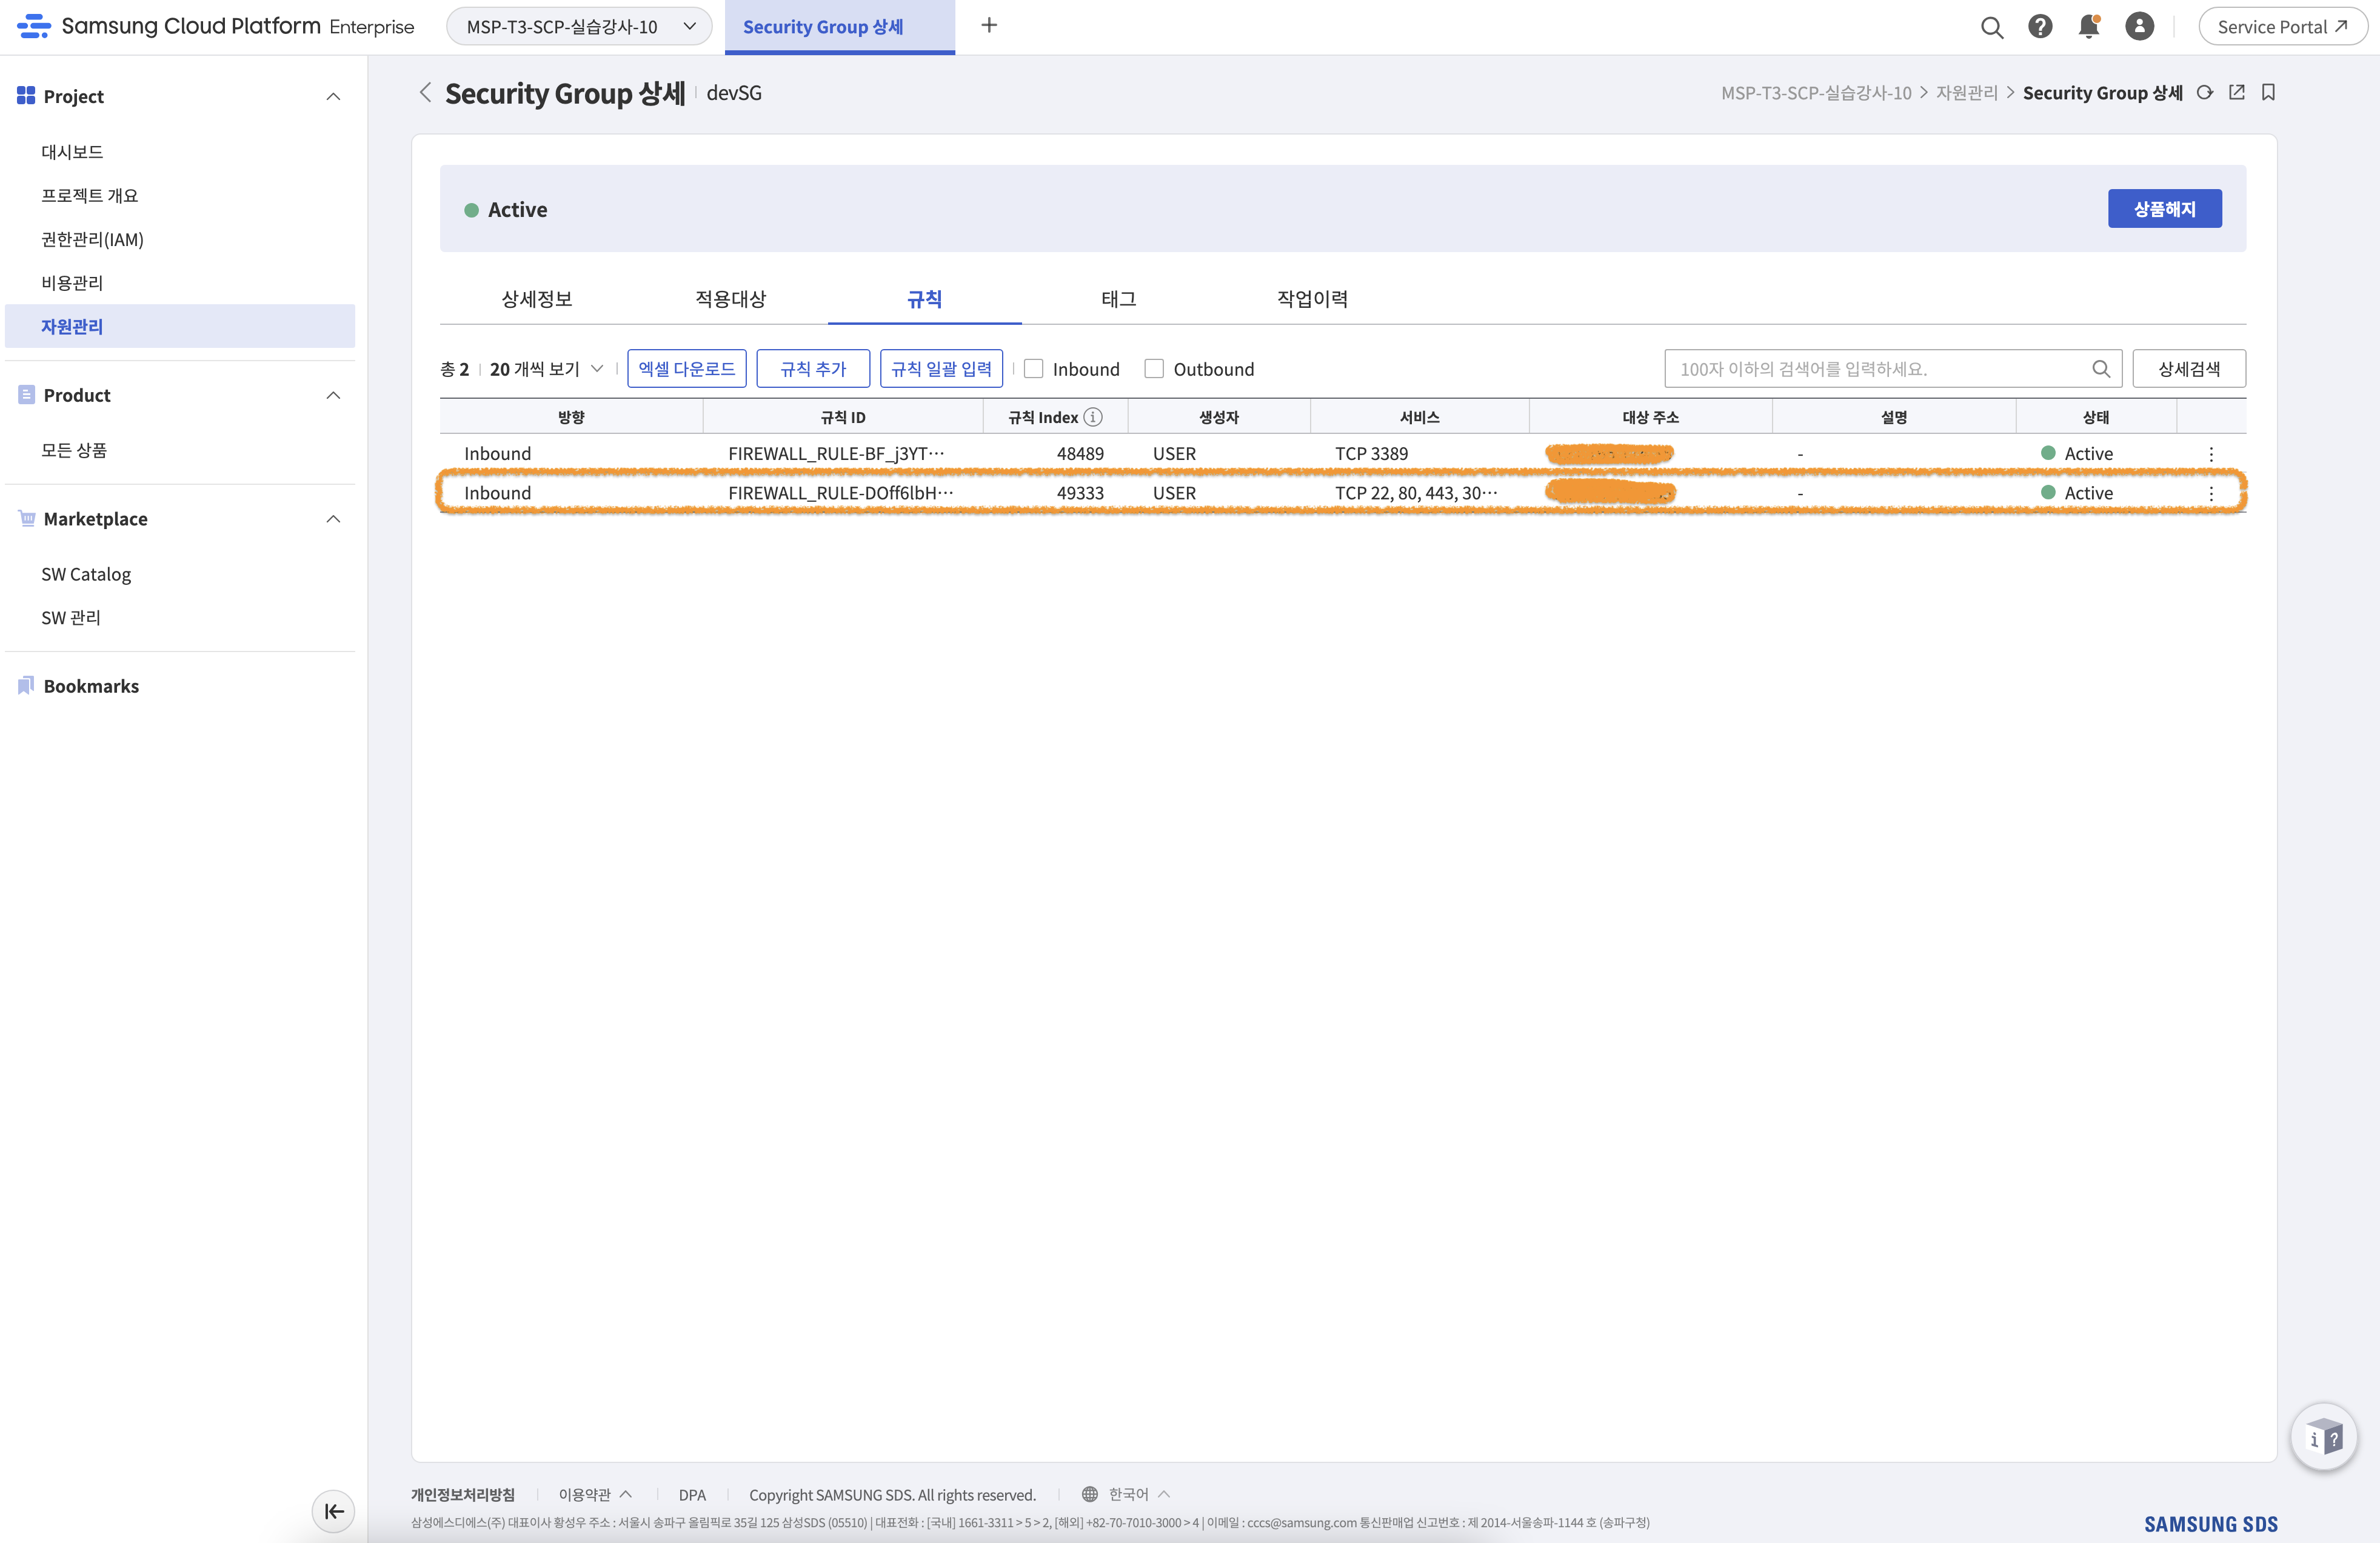 Samsung Cloud Platform Enterprise
MSP-T3-SCP-실습강사-10
Security Group 상세
Service Portal
Project
대시보드
프로젝트 개요
권한관리(IAM)
비용관리
자원관리
Product
모든 상품
Marketplace
SW Catalog
SW 관리
Bookmarks
Security Group 상세 | devSG
MSP-T3-SCP-실습강사-10 > 자원관리 > Security Group 상세
Active
상품해지
상세정보 적용대상 규칙 태그 작업이력
총 2 | 20 개씩 보기 엑셀 다운로드 규칙 추가 규칙 일괄 입력 Inbound Outbound 100자 이하의 검색어를 입력하세요. 상세검색
방향 규칙 ID 규칙 Index 생성자 서비스 대상 주소 설명 상태
Inbound FIREWALL_RULE-BF_j3YT··· 48489 USER TCP 3389 - Active
Inbound FIREWALL_RULE-DOff6lbH··· 49333 USER TCP 22, 80, 443, 30··· - Active
개인정보처리방침 이용약관 DPA Copyright SAMSUNG SDS. All rights reserved. 한국어
삼성에스디에스(주) 대표이사 황성우 주소 : 서울시 송파구 올림픽로 35길 125 삼성SDS (05510) | 대표전화 : [국내] 1661-3311 > 5 > 2, [해외] +82-70-7010-3000 > 4 | 이메일 : cccs@samsung.com 통신판매업 신고번호 : 제 2014-서울송파-1144 호 (송파구청)
SAMSUNG SDS